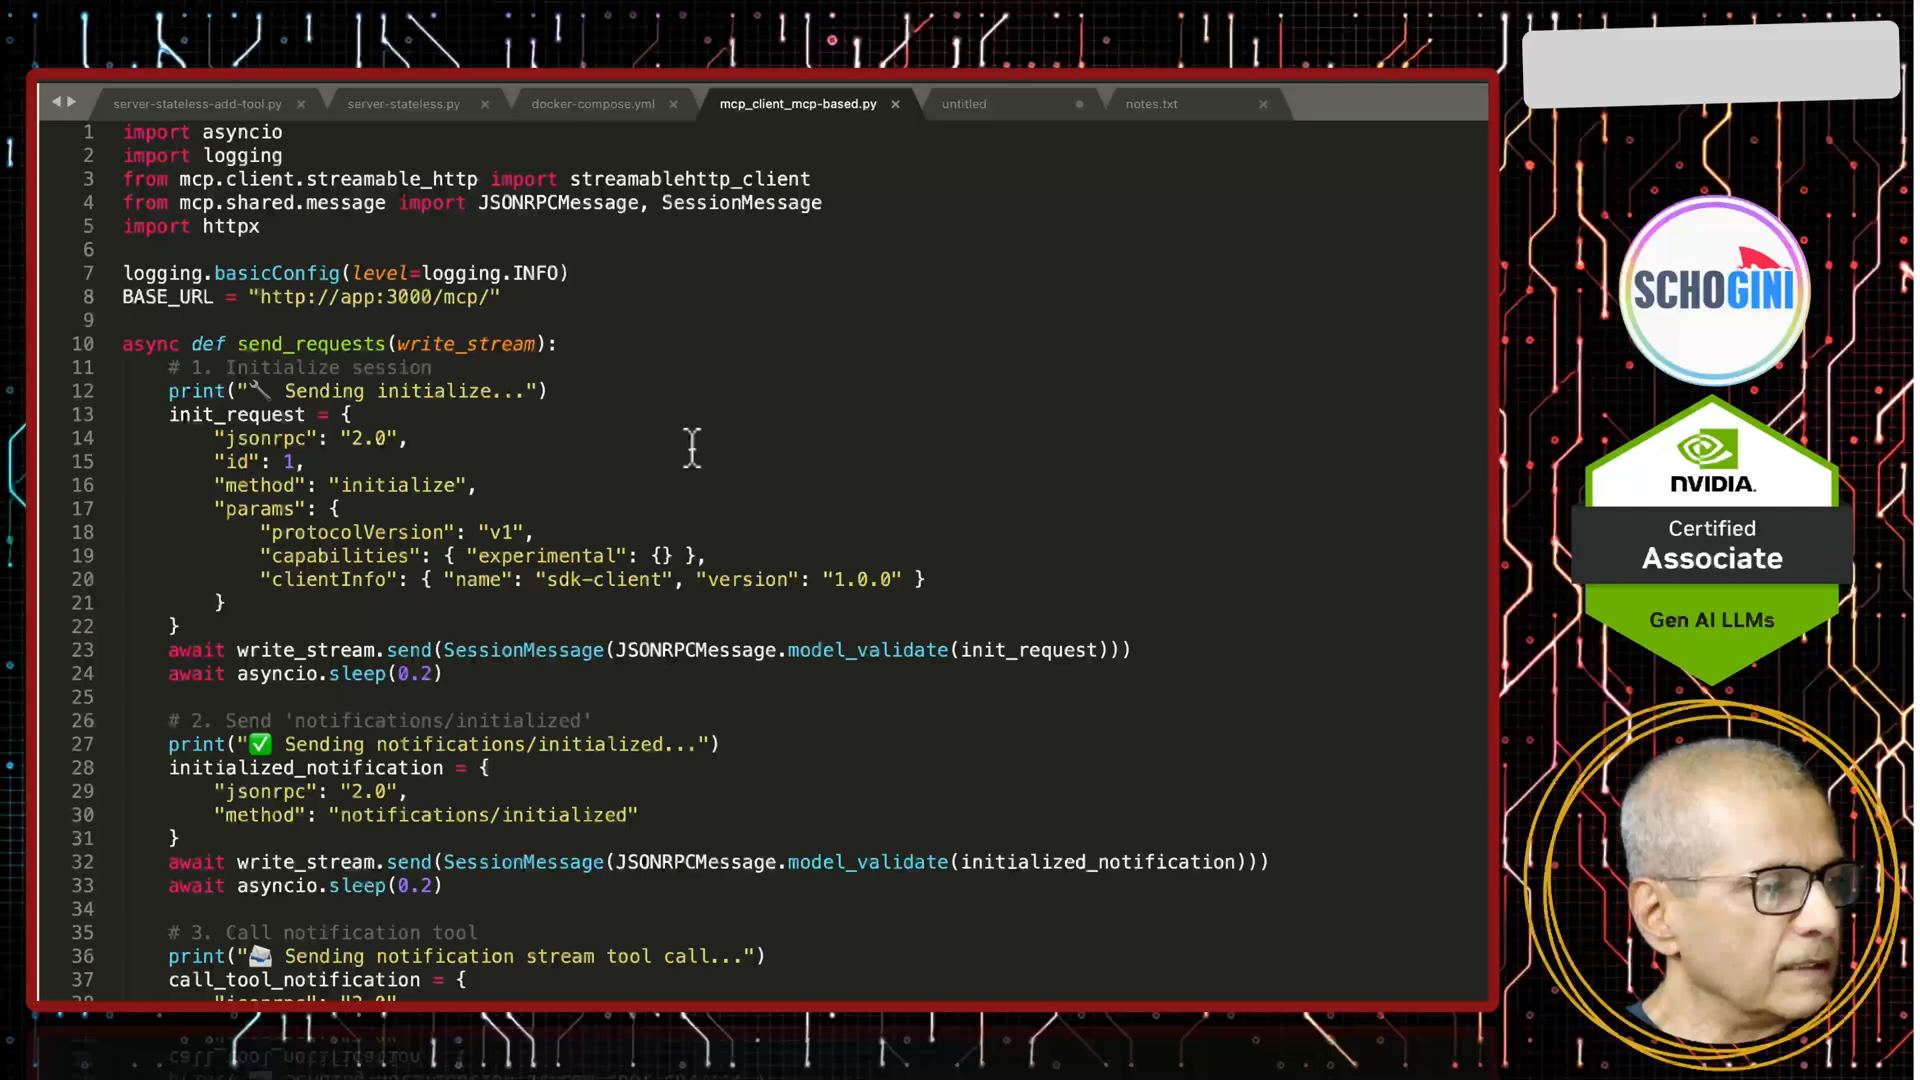 server-stateless-add-tool.py × server-stateless.py × docker-compose.yml × mcp_client_mcp-based.py × untitled notes.txt ×
1 import asyncio
2 import logging
3 from mcp.client.streamable_http import streamablehttp_client
4 from mcp.shared.message import JSONRPCMessage, SessionMessage
5 import httpx
6
7 logging.basicConfig(level=logging.INFO)
8 BASE_URL = "http://app:3000/mcp/"
9
10 async def send_requests(write_stream):
11     # 1. Initialize session
12     print("🔧 Sending initialize...")
13     init_request = {
14         "jsonrpc": "2.0",
15         "id": 1,
16         "method": "initialize",
17         "params": {
18             "protocolVersion": "v1",
19             "capabilities": { "experimental": {} },
20             "clientInfo": { "name": "sdk-client", "version": "1.0.0" }
21         }
22     }
23     await write_stream.send(SessionMessage(JSONRPCMessage.model_validate(init_request)))
24     await asyncio.sleep(0.2)
25
26     # 2. Send 'notifications/initialized'
27     print("✅ Sending notifications/initialized...")
28     initialized_notification = {
29         "jsonrpc": "2.0",
30         "method": "notifications/initialized"
31     }
32     await write_stream.send(SessionMessage(JSONRPCMessage.model_validate(initialized_notification)))
33     await asyncio.sleep(0.2)
34
35     # 3. Call notification tool
36     print("📨 Sending notification stream tool call...")
37     call_tool_notification = {
38         "jsonrpc": "2.0"
SCHOGINI
NVIDIA.
Certified
Associate
Gen AI LLMs